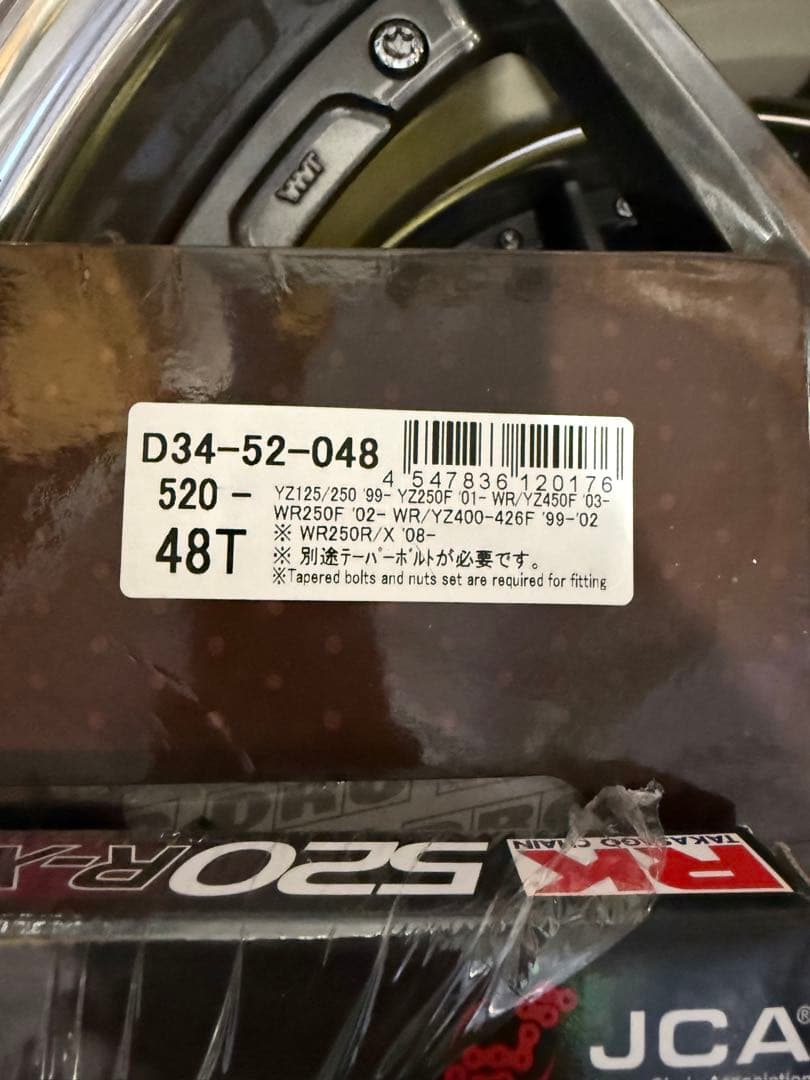 D34-52-048
4 547836 120176
520 -
48T
YZ125/250 '99- YZ250F '01- WR/YZ450F '03-
WR250F '02- WR/YZ400-426F '99-'02
※ WR250R/X '08-
※ 別途テーパーボルトが必要です。
※Tapered bolts and nuts set are required for fitting
RK
TAKASAGO CHAIN
520
R-X
JCA®